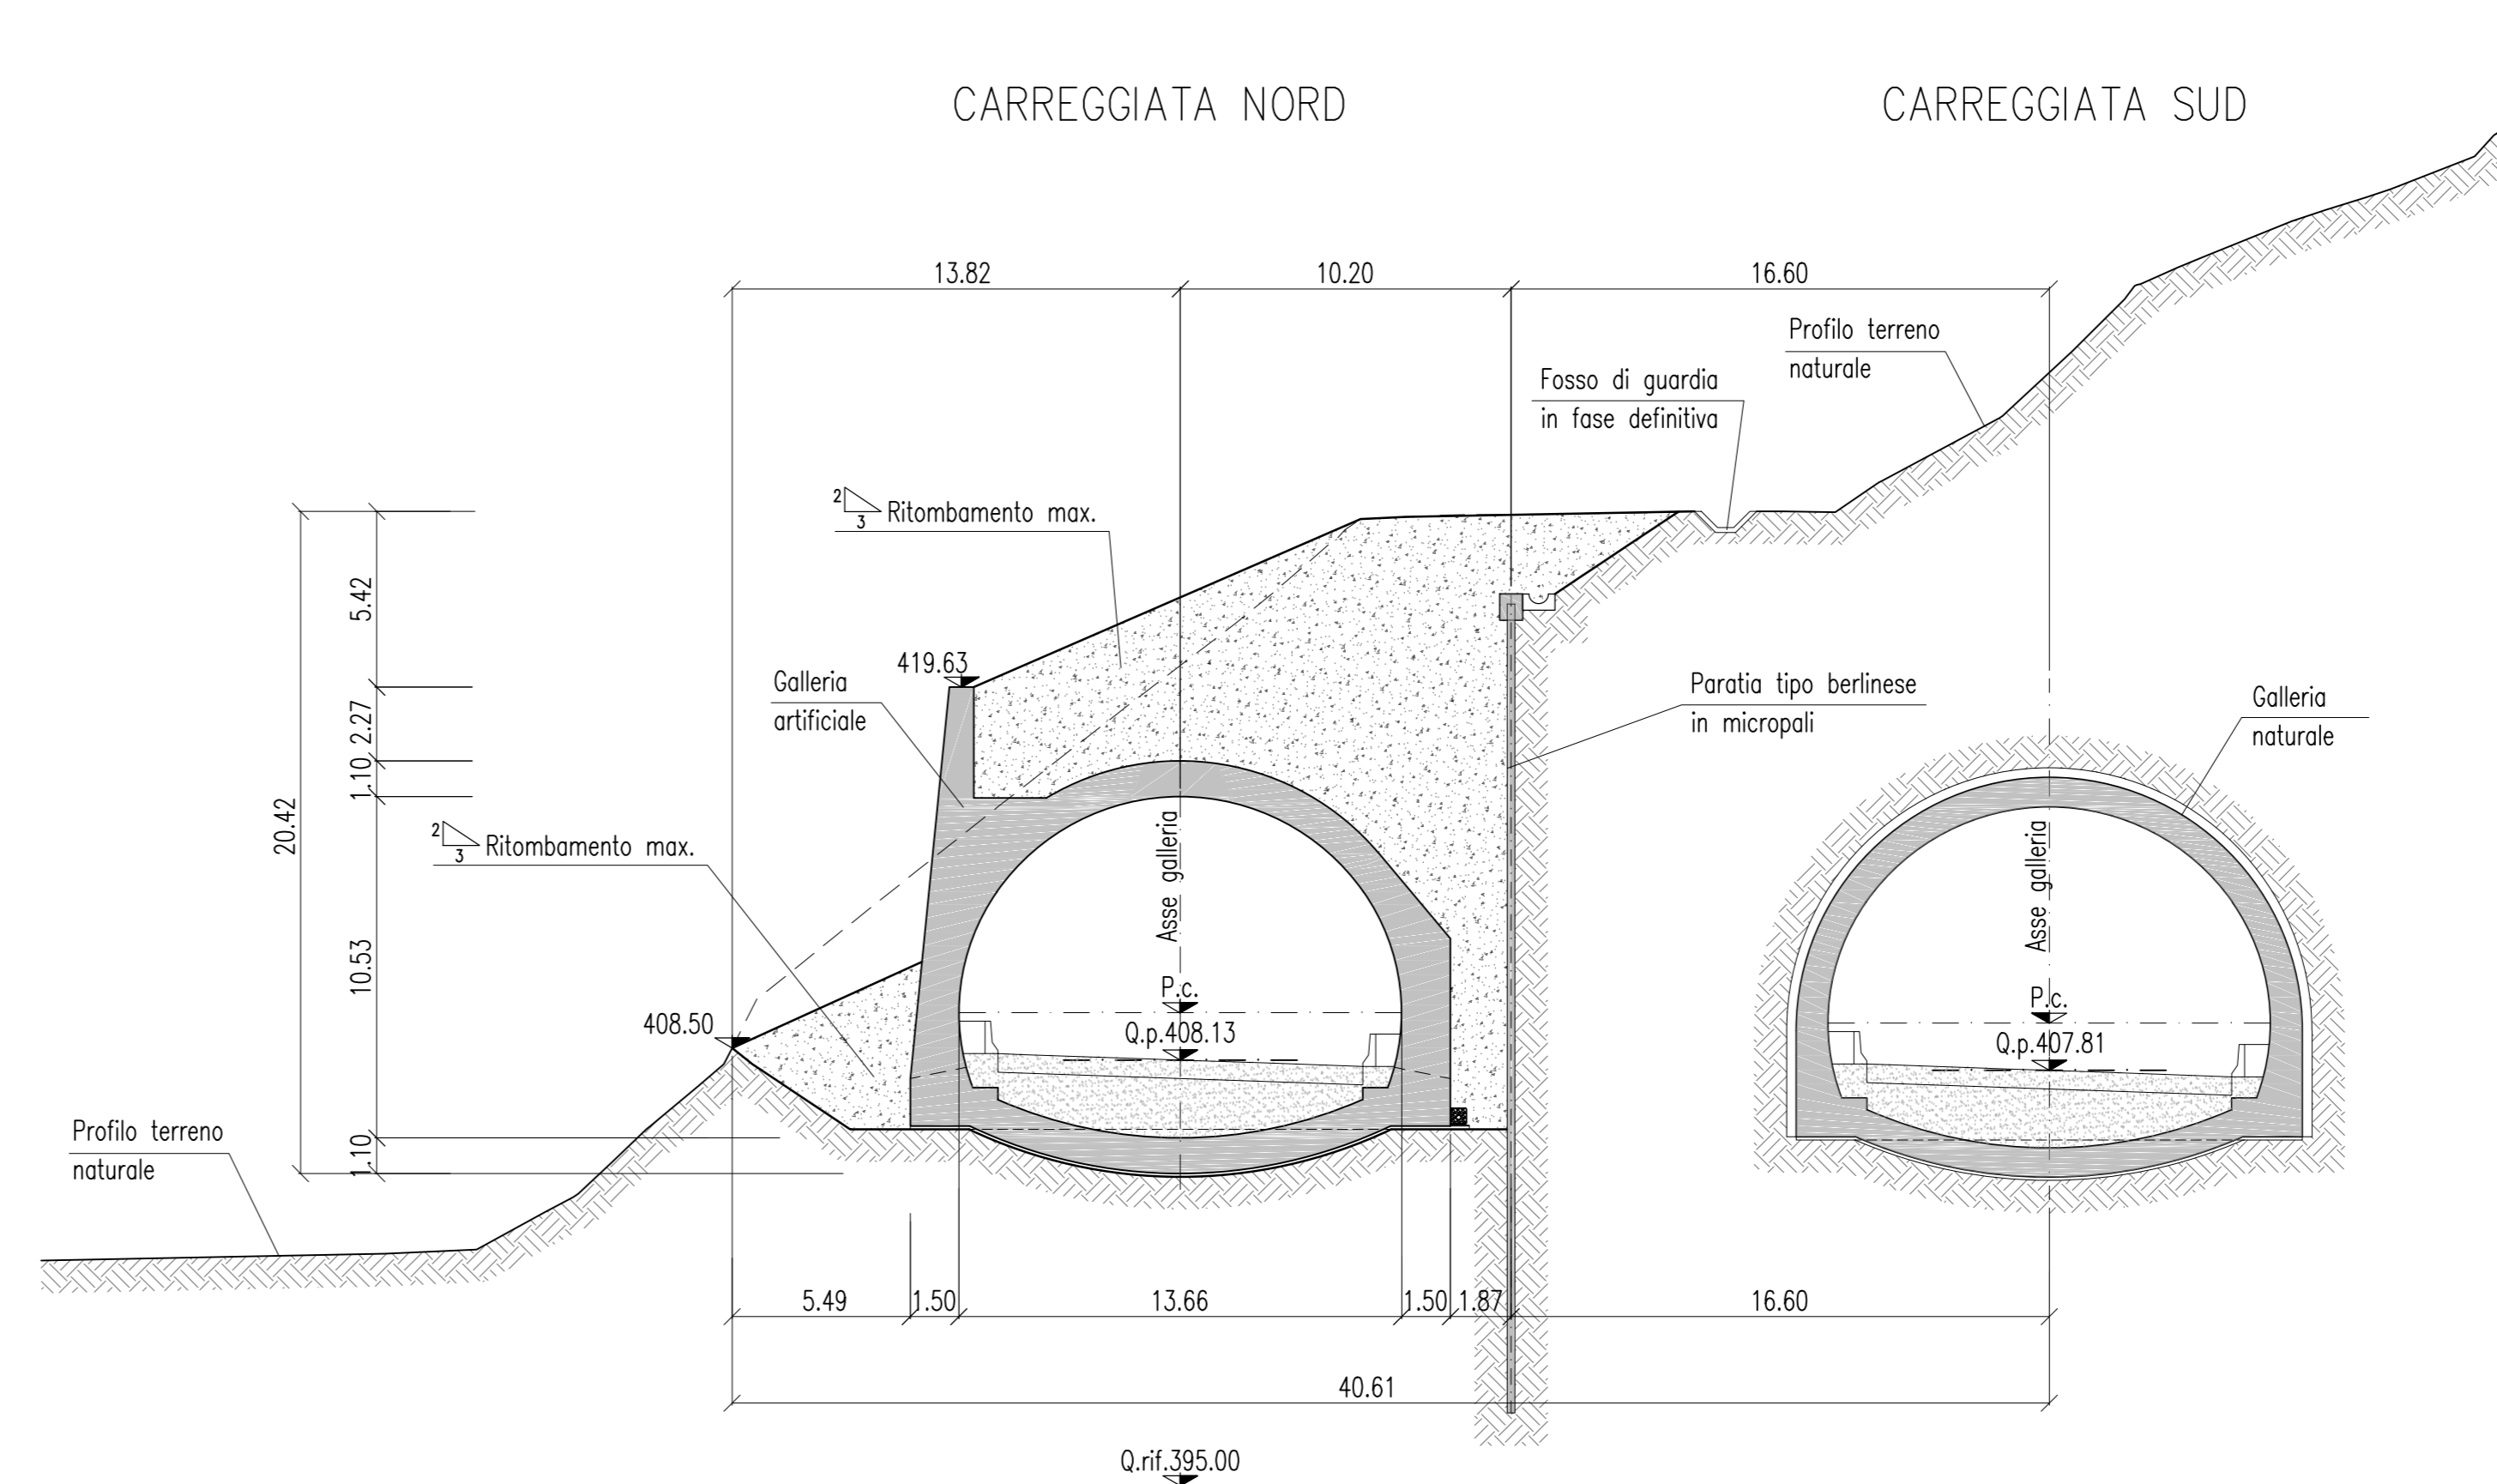 CARREGGIATA NORD
CARREGGIATA SUD
13.82
10.20
16.60
Profilo terreno
naturale
Fosso di guardia
in fase definitiva
2
3
Ritombamento max.
5.42
2.27
1.10
10.53
1.10
20.42
419.63
Galleria
artificiale
Paratia tipo berlinese
in micropali
Galleria
naturale
2
3
Ritombamento max.
Asse galleria
Asse galleria
P.c.
Q.p.408.13
P.c.
Q.p.407.81
408.50
Profilo terreno
naturale
5.49
1.50
13.66
1.50
1.87
16.60
40.61
Q.rif.395.00